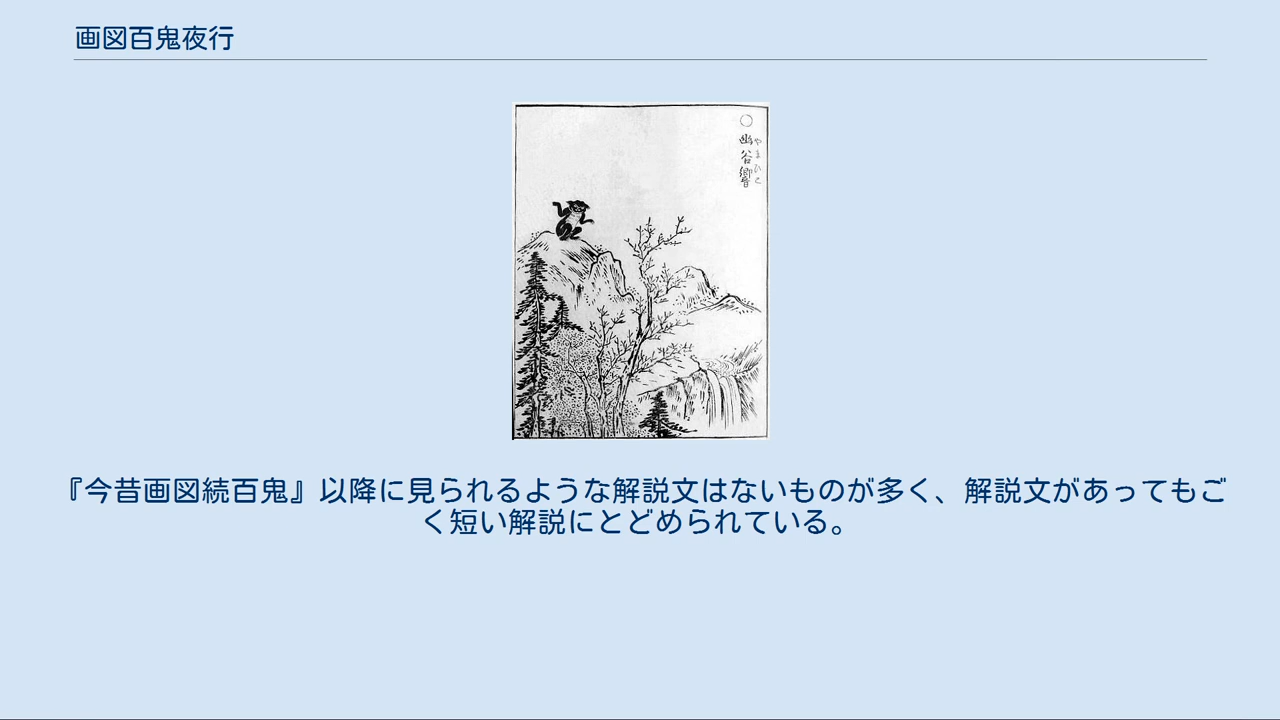 画図百鬼夜行
○
幽谷響
やまひこ
『今昔画図続百鬼』以降に見られるような解説文はないものが多く、解説文があってもご
く短い解説にとどめられている。